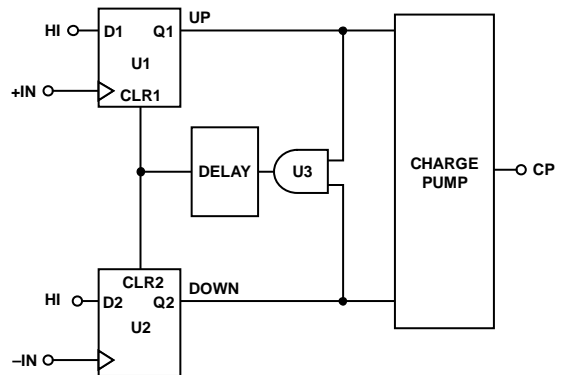 UP
HI
D1
Q1
U1
+IN
CLR1
DELAY
U3
CHARGE
PUMP
CP
CLR2
DOWN
HI
D2
Q2
U2
–IN